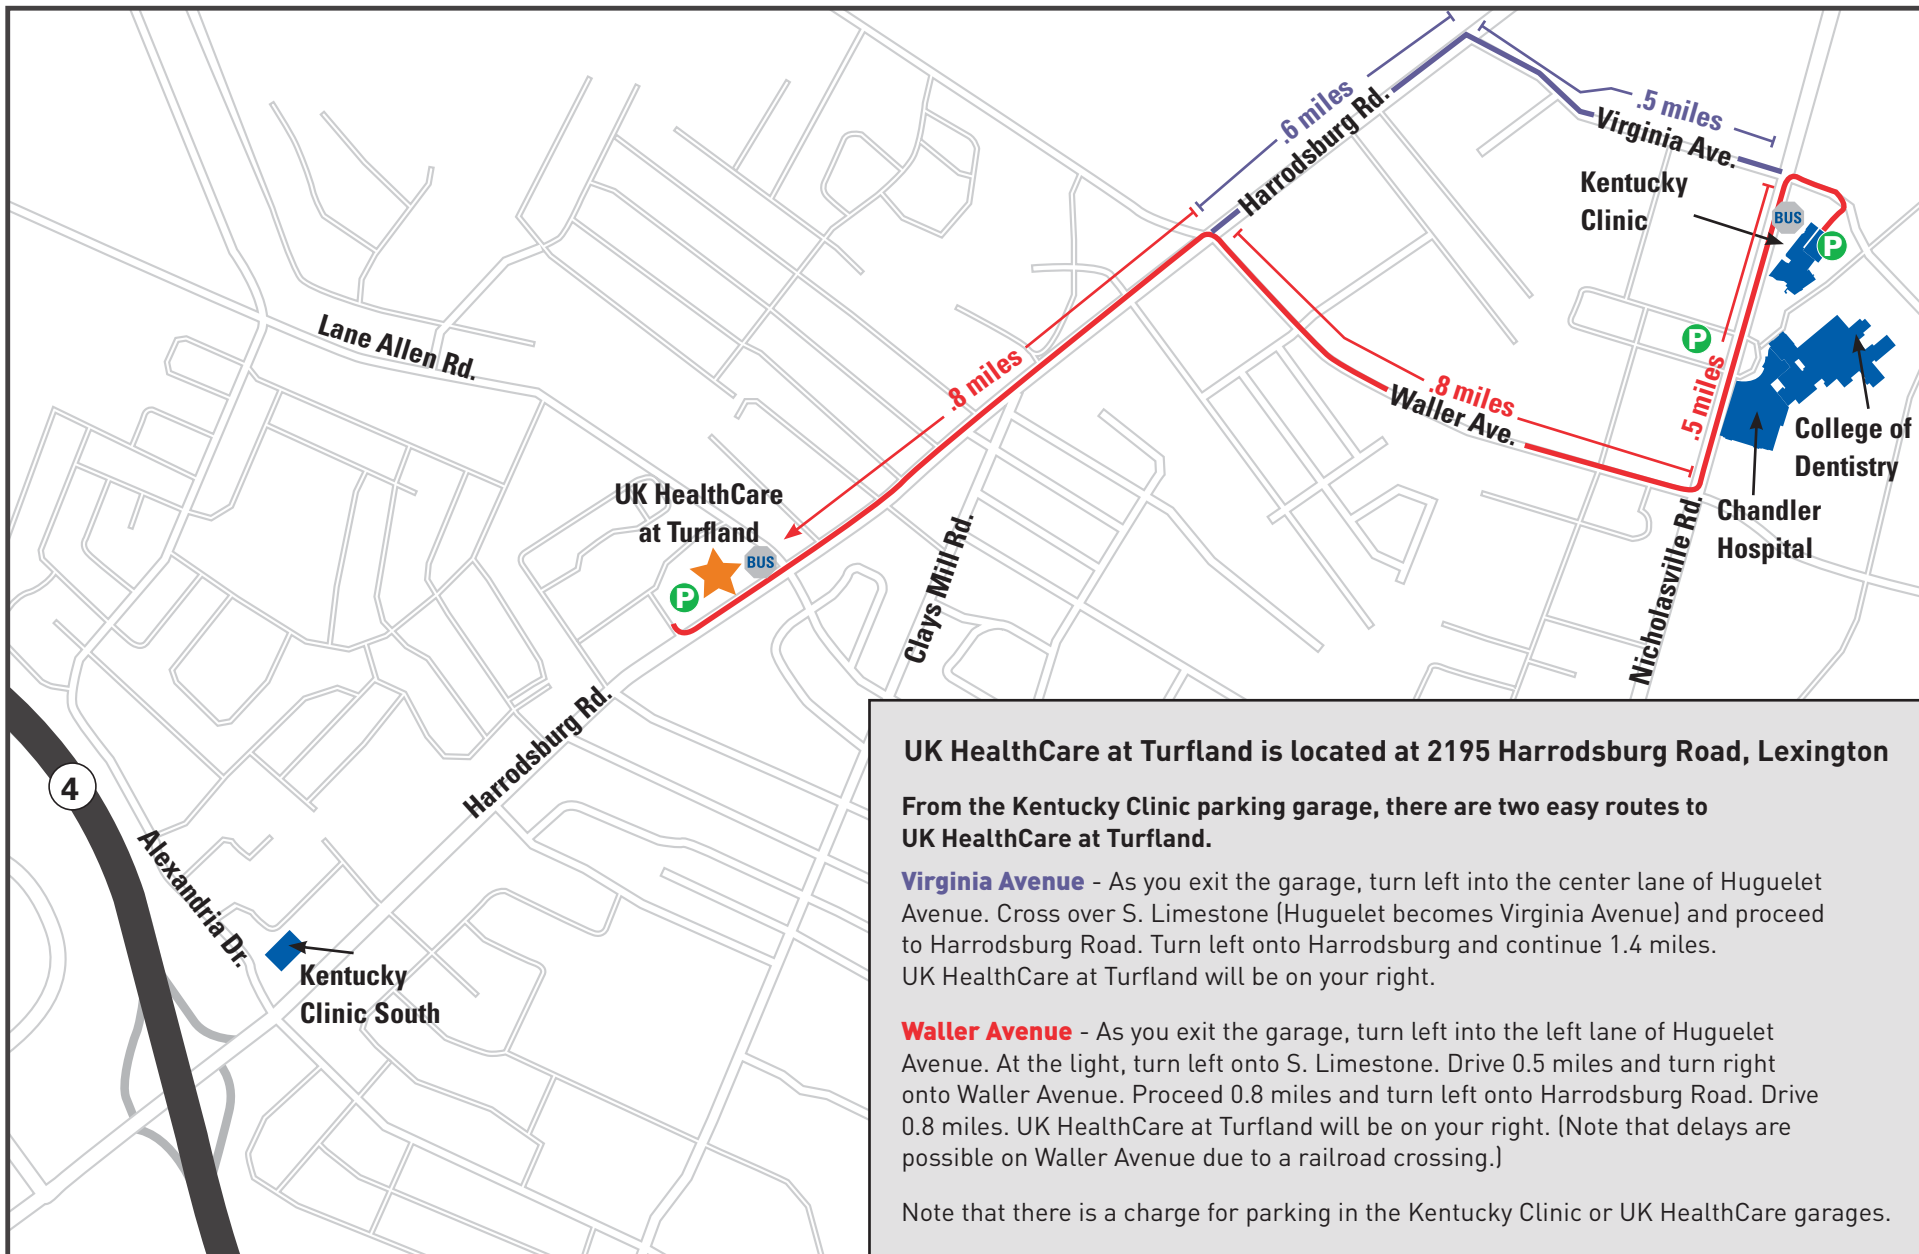 .6 miles
Harrodsburg Rd.
.5 miles
Virginia Ave.
Kentucky
Clinic
BUS
P
Lane Allen Rd.
.8 miles
P
.5 miles
.8 miles
Waller Ave.
College of
Dentistry
UK HealthCare
at Turfland
BUS
P
Clays Mill Rd.
Chandler
Hospital
Nicholasville Rd.
Harrodsburg Rd.
4
Alexandria Dr.
Kentucky
Clinic South
UK HealthCare at Turfland is located at 2195 Harrodsburg Road, Lexington
From the Kentucky Clinic parking garage, there are two easy routes to
UK HealthCare at Turfland.
Virginia Avenue - As you exit the garage, turn left into the center lane of Huguelet
Avenue. Cross over S. Limestone (Huguelet becomes Virginia Avenue) and proceed
to Harrodsburg Road. Turn left onto Harrodsburg and continue 1.4 miles.
UK HealthCare at Turfland will be on your right.
Waller Avenue - As you exit the garage, turn left into the left lane of Huguelet
Avenue. At the light, turn left onto S. Limestone. Drive 0.5 miles and turn right
onto Waller Avenue. Proceed 0.8 miles and turn left onto Harrodsburg Road. Drive
0.8 miles. UK HealthCare at Turfland will be on your right. (Note that delays are
possible on Waller Avenue due to a railroad crossing.)
Note that there is a charge for parking in the Kentucky Clinic or UK HealthCare garages.